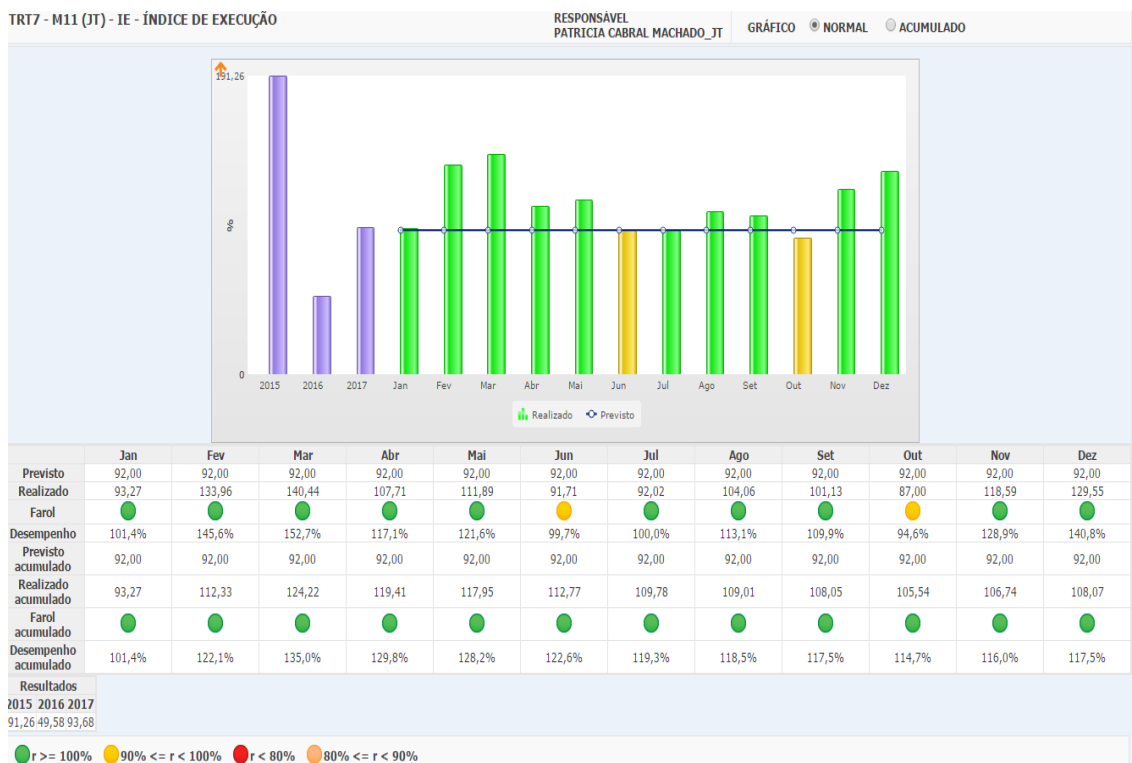 TRT7 - M11 (JT) - IE - ÍNDICE DE EXECUÇÃO
RESPONSÁVEL
PATRICIA CABRAL MACHADO_JT
GRÁFICO NORMAL ACUMULADO
191,26
%
0
2015 2016 2017 Jan Fev Mar Abr Mai Jun Jul Ago Set Out Nov Dez
Realizado Previsto
Jan Fev Mar Abr Mai Jun Jul Ago Set Out Nov Dez
Previsto 92,00 92,00 92,00 92,00 92,00 92,00 92,00 92,00 92,00 92,00 92,00 92,00
Realizado 93,27 133,96 140,44 107,71 111,89 91,71 92,02 104,06 101,13 87,00 118,59 129,55
Farol
Desempenho 101,4% 145,6% 152,7% 117,1% 121,6% 99,7% 100,0% 113,1% 109,9% 94,6% 128,9% 140,8%
Previsto
acumulado 92,00 92,00 92,00 92,00 92,00 92,00 92,00 92,00 92,00 92,00 92,00 92,00
Realizado
acumulado 93,27 112,33 124,22 119,41 117,95 112,77 109,78 109,01 108,05 105,54 106,74 108,07
Farol
acumulado
Desempenho
acumulado 101,4% 122,1% 135,0% 129,8% 128,2% 122,6% 119,3% 118,5% 117,5% 114,7% 116,0% 117,5%
Resultados
2015 2016 2017
91,26 49,58 93,68
r >= 100% 90% <= r < 100% r < 80% 80% <= r < 90%